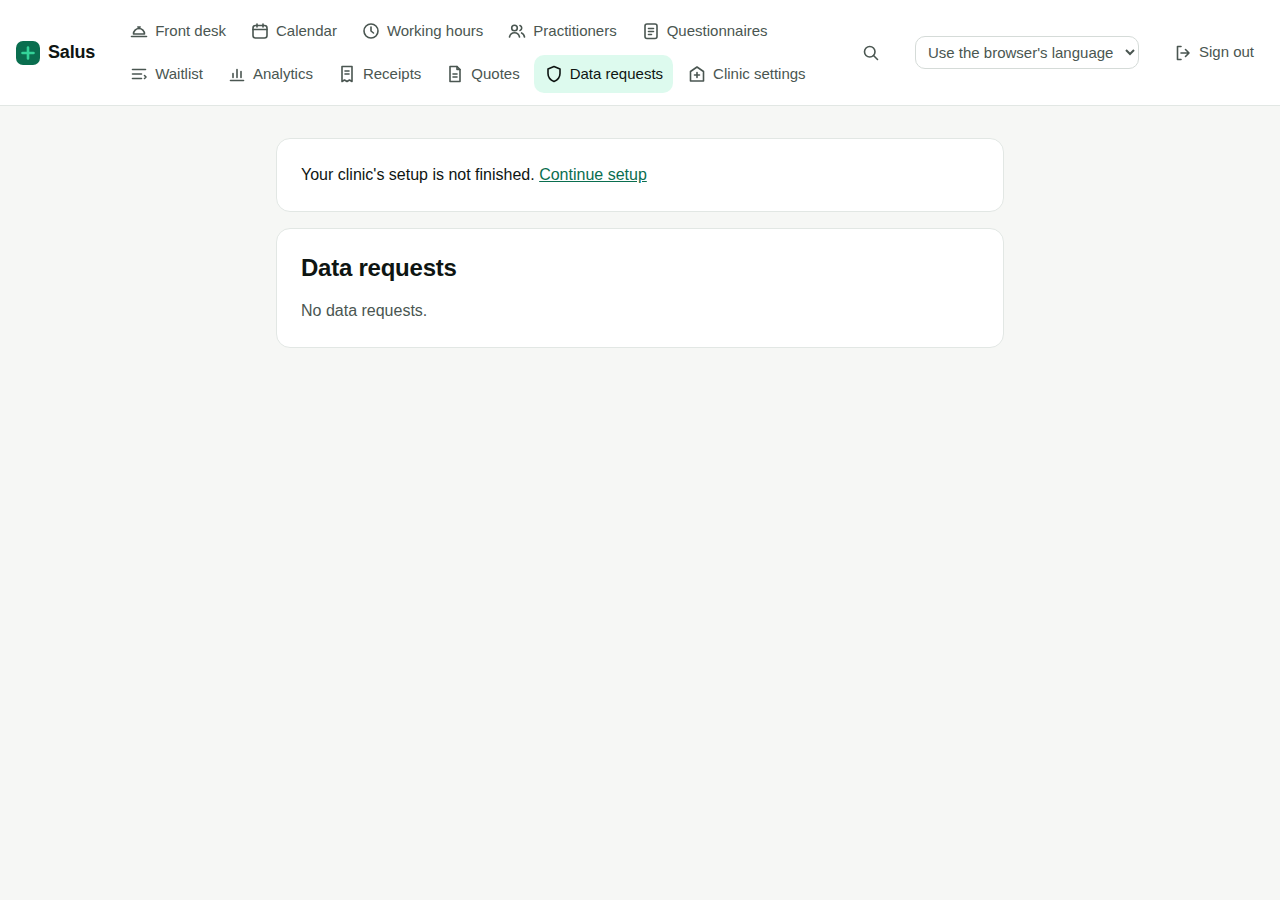 Salus
Front desk
Calendar
Working hours
Practitioners
Questionnaires
Waitlist
Analytics
Receipts
Quotes
Data requests
Clinic settings
Use the browser's language
Sign out
Your clinic's setup is not finished. Continue setup
Data requests
No data requests.